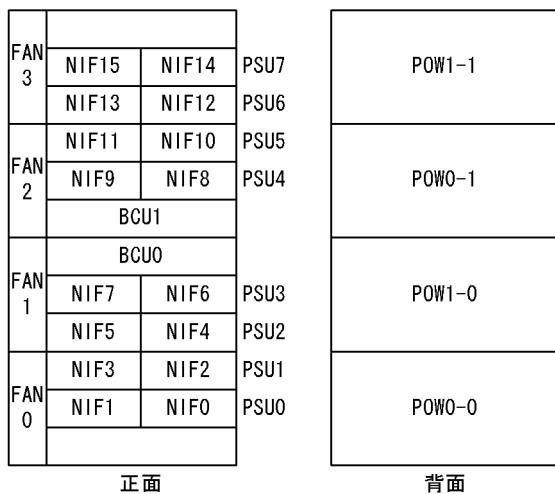 FAN 3
NIF15 NIF14 PSU7
NIF13 NIF12 PSU6
POW1-1
FAN 2
NIF11 NIF10 PSU5
NIF9 NIF8 PSU4
BCU1
POW0-1
FAN 1
BCU0
NIF7 NIF6 PSU3
NIF5 NIF4 PSU2
POW1-0
FAN 0
NIF3 NIF2 PSU1
NIF1 NIF0 PSU0
POW0-0
正面 背面